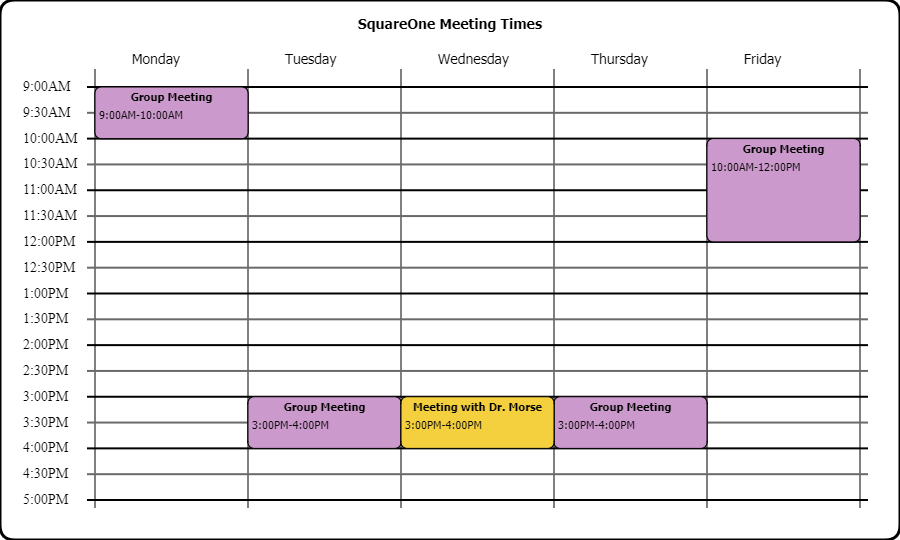 SquareOne Meeting Times
Monday Tuesday Wednesday Thursday Friday
9:00AM
Group Meeting
9:30AM
9:00AM-10:00AM
10:00AM
Group Meeting
10:30AM
10:00AM-12:00PM
11:00AM
11:30AM
12:00PM
12:30PM
1:00PM
1:30PM
2:00PM
2:30PM
3:00PM
Group Meeting Meeting with Dr. Morse Group Meeting
3:30PM
3:00PM-4:00PM 3:00PM-4:00PM 3:00PM-4:00PM
4:00PM
4:30PM
5:00PM